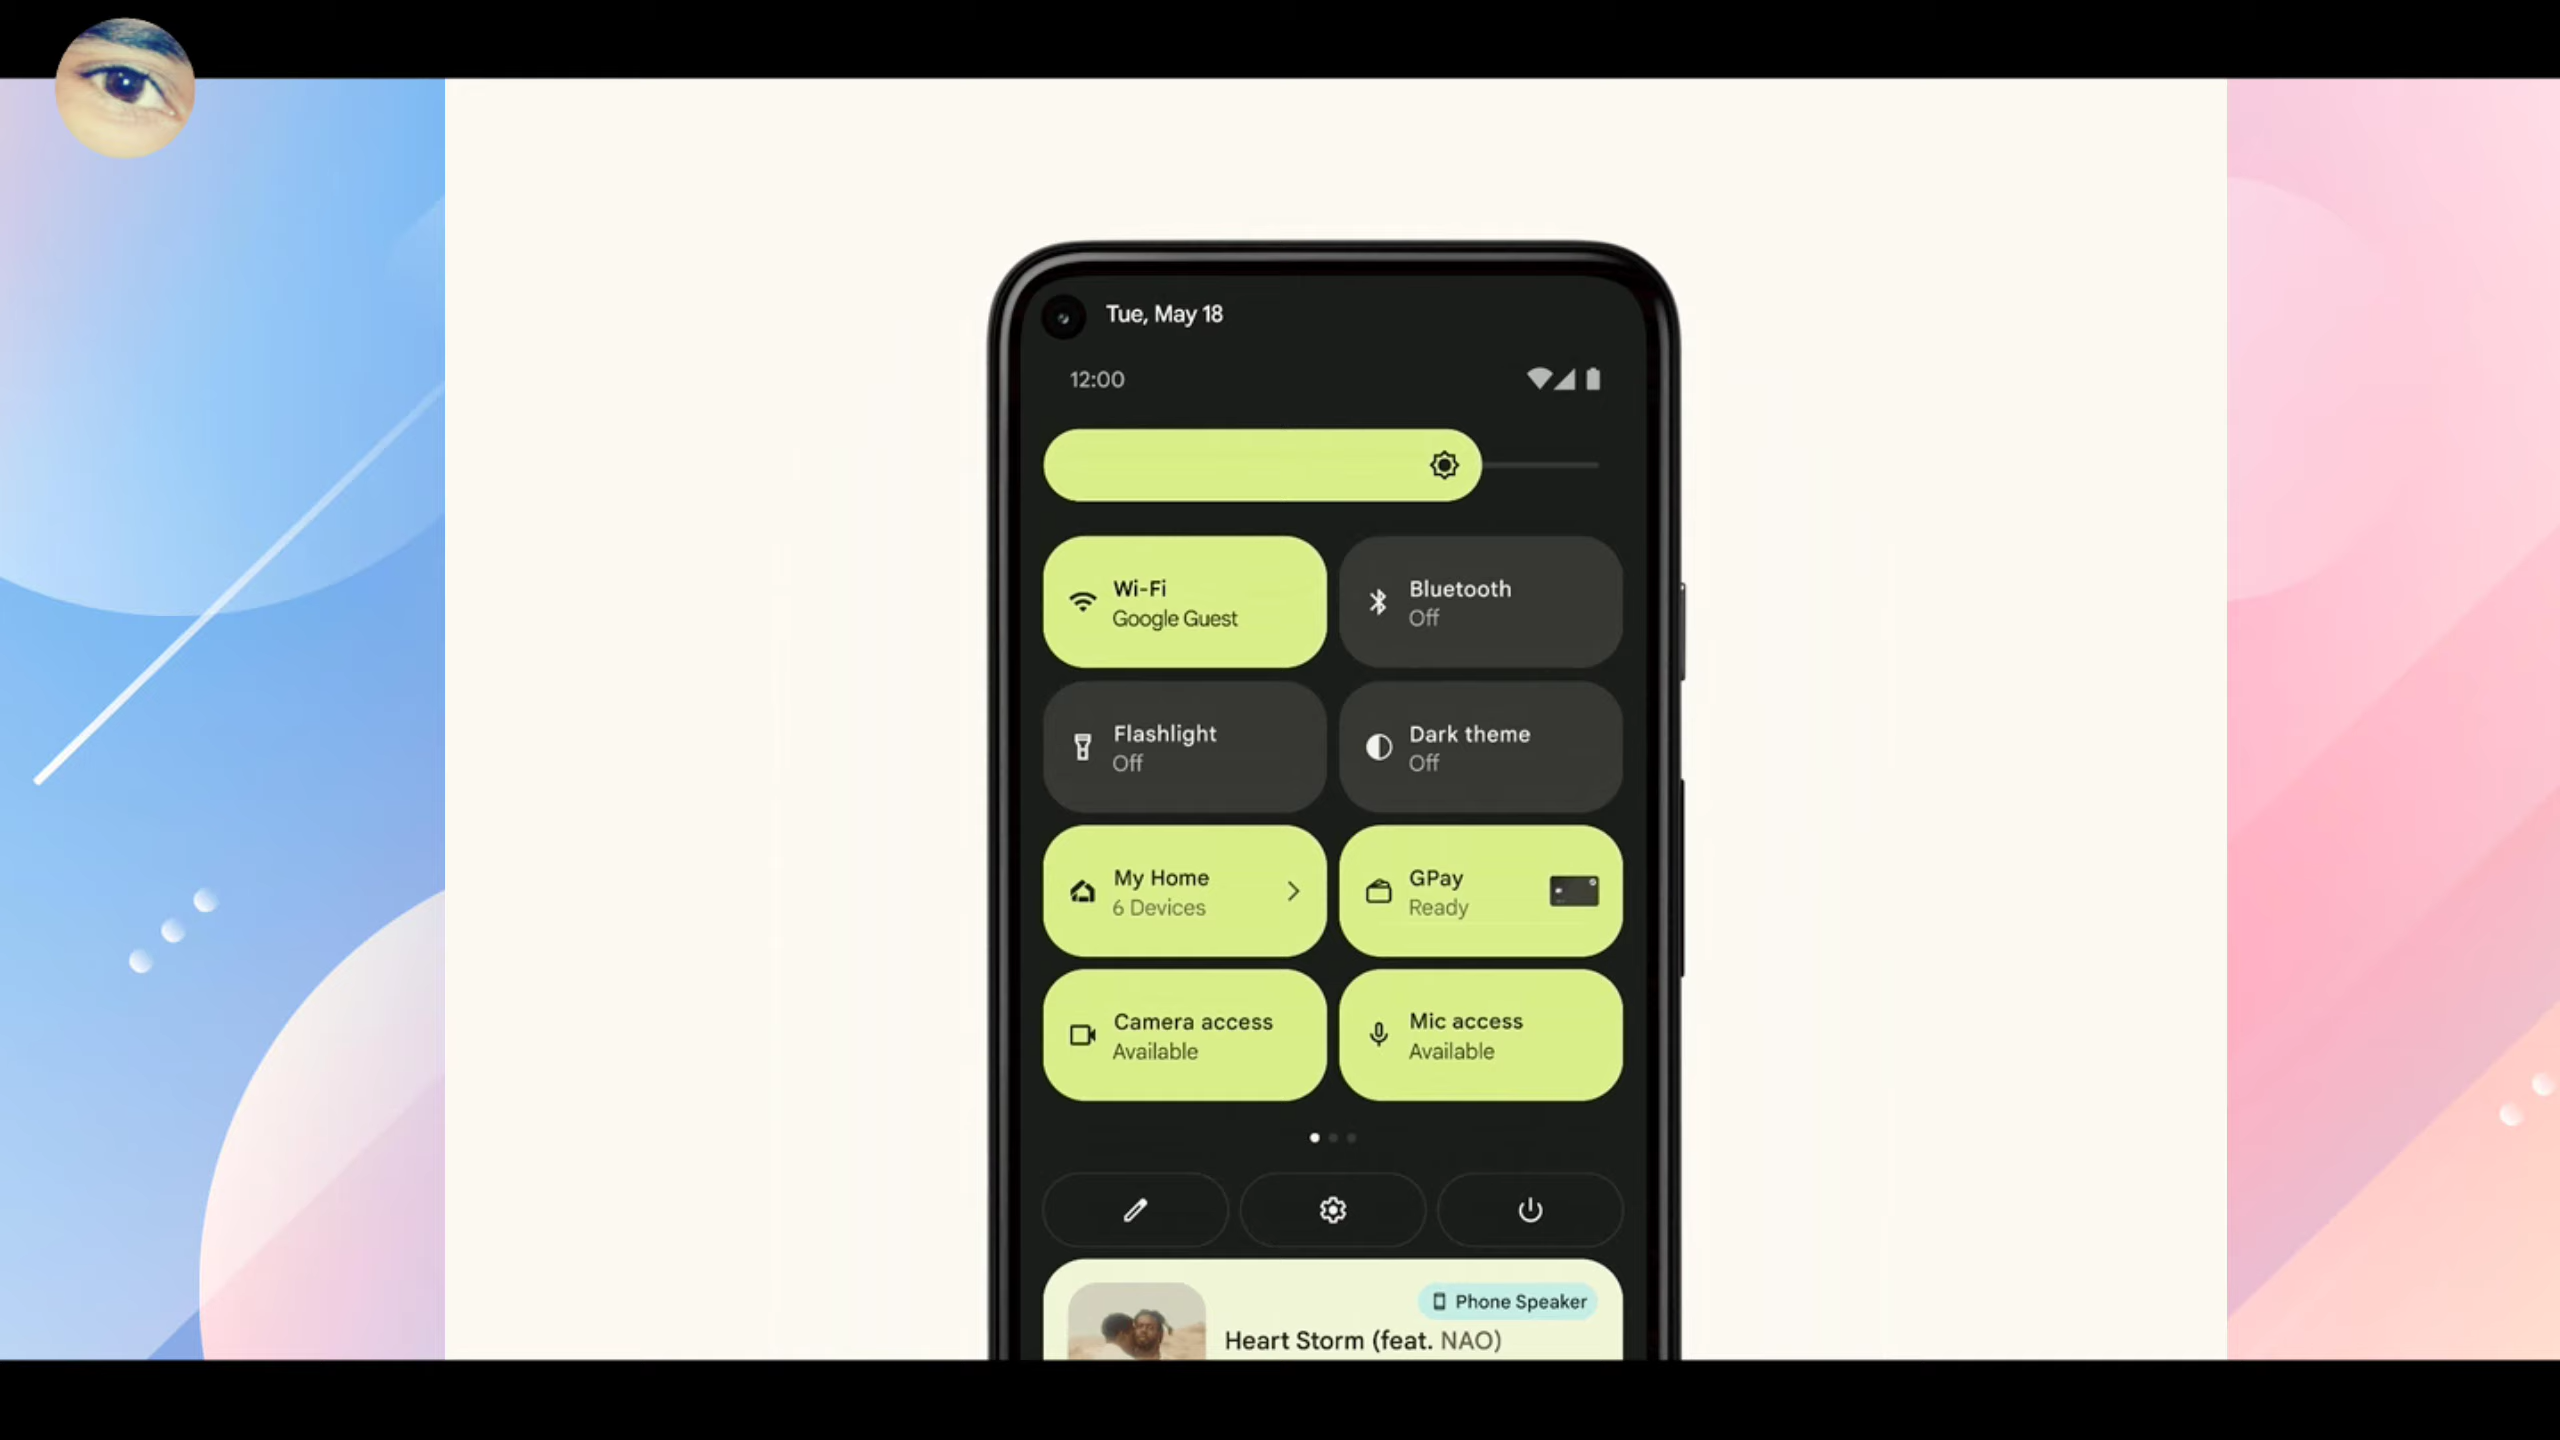 Tue, May 18
12:00
Wi-Fi
Google Guest
Bluetooth
Off
Flashlight
Off
Dark theme
Off
My Home
6 Devices
GPay
Ready
Camera access
Available
Mic access
Available
Phone Speaker
Heart Storm (feat. NAO)